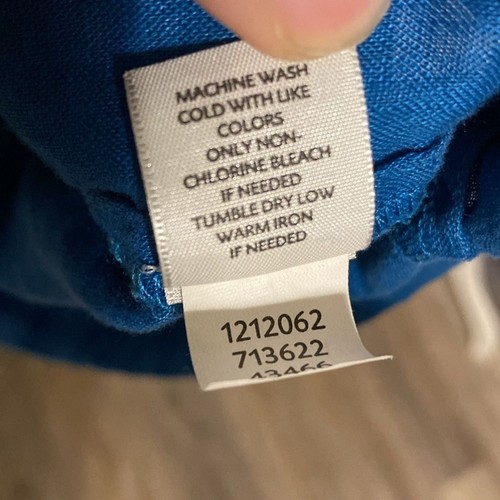 MACHINE WASH
COLD WITH LIKE
COLORS
ONLY NON-
CHLORINE BLEACH
IF NEEDED
TUMBLE DRY LOW
WARM IRON
IF NEEDED
1212062
713622
43466